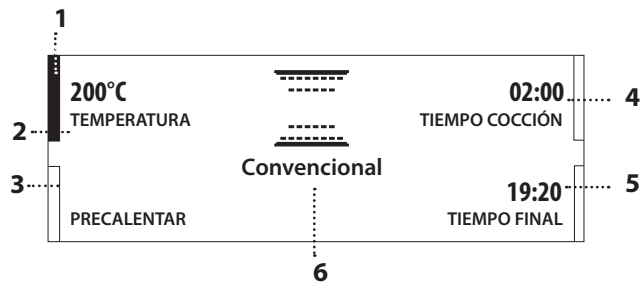 1
200°C
TEMPERATURA
2
3
PRECALENTAR
Convencional
02:00
TIEMPO COCCIÓN
4
19:20
TIEMPO FINAL
5
6